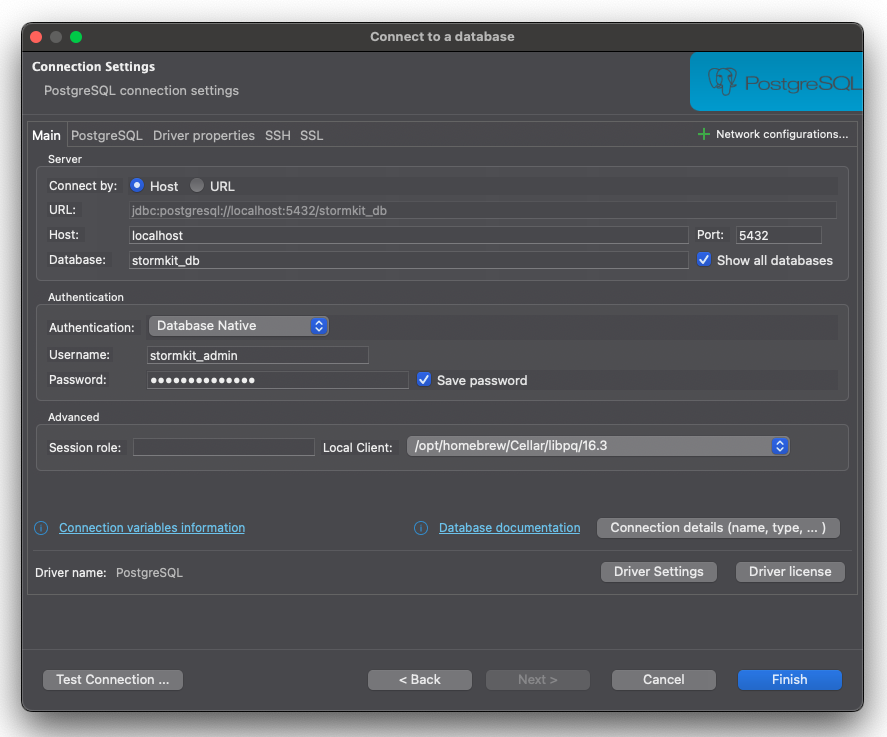 Connect to a database
Connection Settings
PostgreSQL connection settings
PostgreSQL
Main PostgreSQL Driver properties SSH SSL Network configurations...
Server
Connect by: Host URL
URL: jdbc:postgresql://localhost:5432/stormkit_db
Host: localhost Port: 5432
Database: stormkit_db Show all databases
Authentication
Authentication: Database Native
Username: stormkit_admin
Password: •••••••••••••• Save password
Advanced
Session role: Local Client: /opt/homebrew/Cellar/libpq/16.3
Connection variables information Database documentation Connection details (name, type, ... )
Driver name: PostgreSQL Driver Settings Driver license
Test Connection ... < Back Next > Cancel Finish